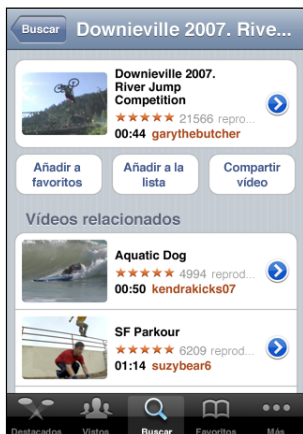 Buscar
Downieville 2007. Rive...
Downieville 2007.
River Jump
Competition
21566 repro...
00:44 garythebutcher
Añadir a
favoritos
Añadir a la
lista
Compartir
vídeo
Vídeos relacionados
Aquatic Dog
4994 reprod...
00:50 kendrakicks07
SF Parkour
6209 reprod...
01:14 suzybear6
Destacados
Vistos
Buscar
Favoritos
Más